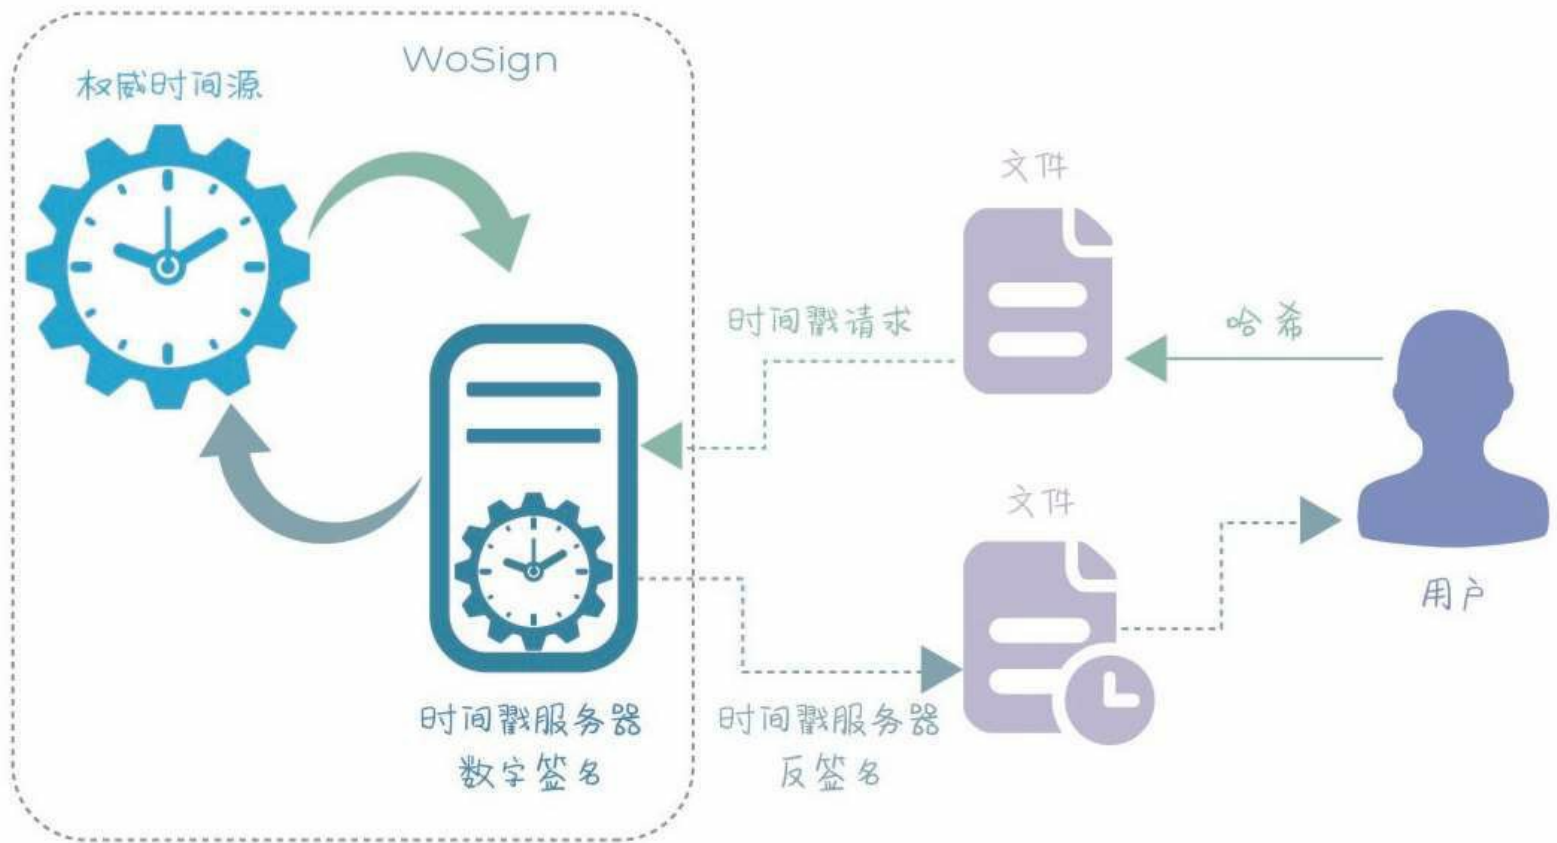 WoSign
权威时间源
文件
时间戳请求
哈希
文件
用户
时间戳服务器
数字签名
时间戳服务器
反签名